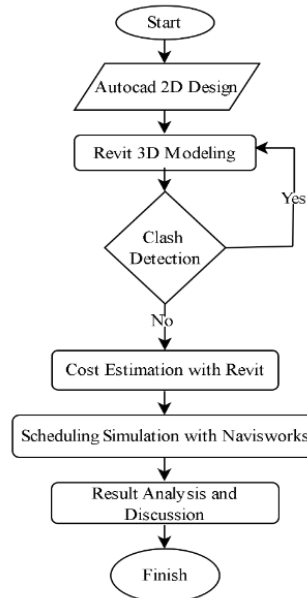 Start
Autocad 2D Design
Revit 3D Modeling
Yes
Clash
Detection
No
Cost Estimation with Revit
Scheduling Simulation with Navisworks
Result Analysis and
Discussion
Finish